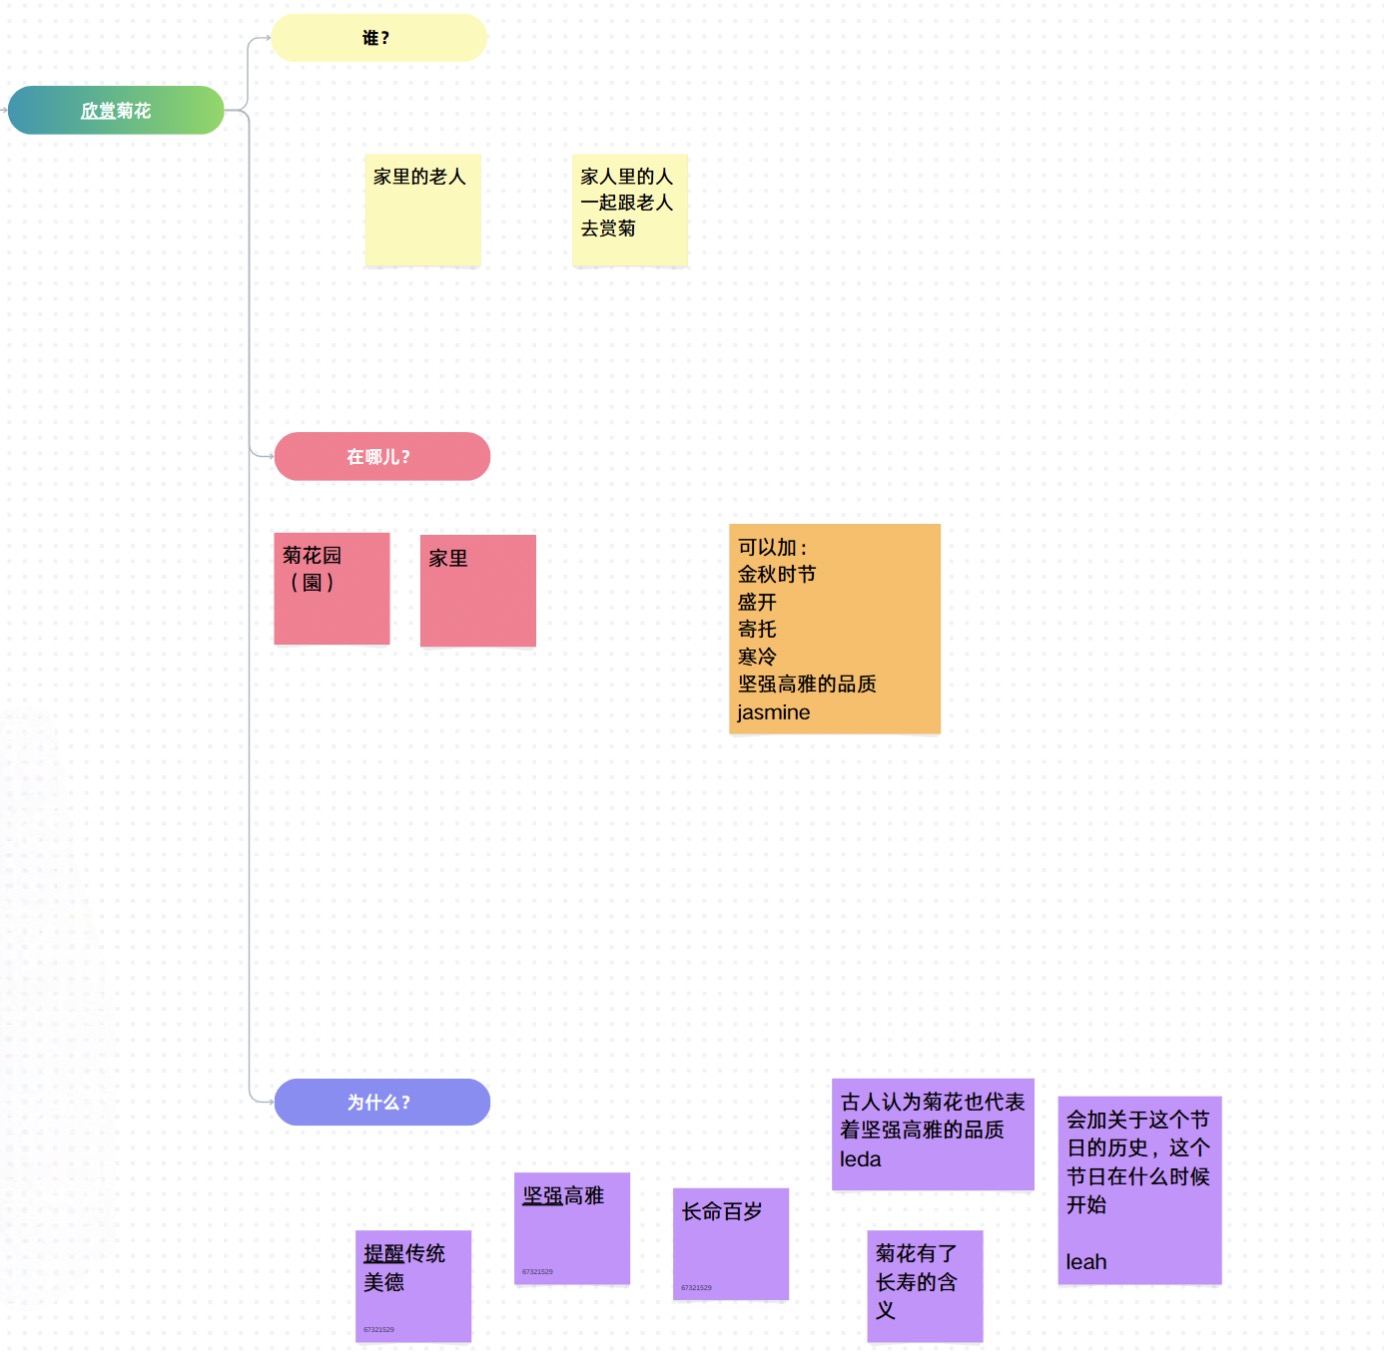 谁？
欣赏菊花
家里的老人
家人里的人
一起跟老人
去赏菊
在哪儿？
菊花园
（園）
家里
可以加：
金秋时节
盛开
寄托
寒冷
坚强高雅的品质
jasmine
为什么？
提醒传统
美德
67321529
坚强高雅
67321529
长命百岁
67321529
古人认为菊花也代表
着坚强高雅的品质
leda
菊花有了
长寿的含
义
会加关于这个节
日的历史，这个
节日在什么时候
开始
leah